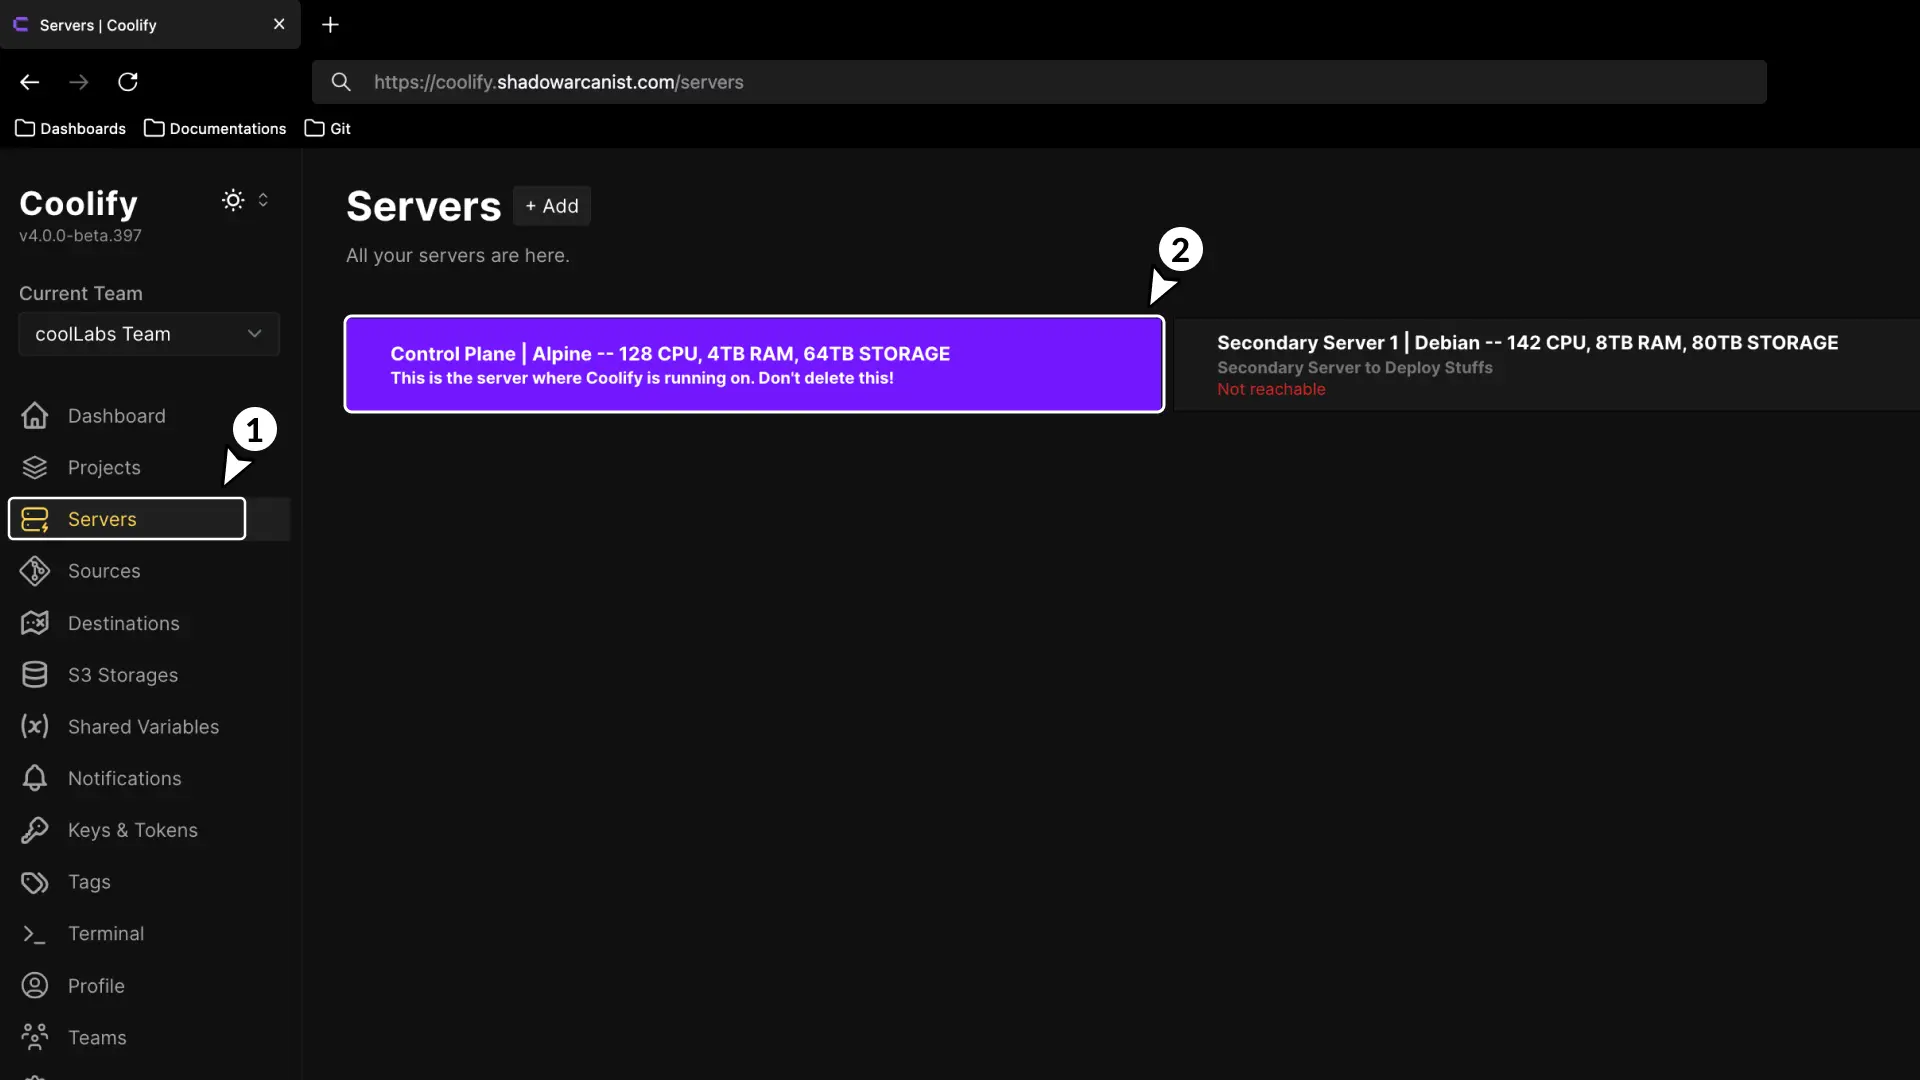 Servers | Coolify
https://coolify.shadowarcanist.com/servers
Dashboards
Documentations
Git
Coolify
v4.0.0-beta.397
Current Team
coolLabs Team
Dashboard
1
Projects
Servers
Sources
Destinations
S3 Storages
Shared Variables
Notifications
Keys & Tokens
Tags
Terminal
Profile
Teams
Servers
+ Add
All your servers are here.
2
Control Plane | Alpine -- 128 CPU, 4TB RAM, 64TB STORAGE
This is the server where Coolify is running on. Don't delete this!
Secondary Server 1 | Debian -- 142 CPU, 8TB RAM, 80TB STORAGE
Secondary Server to Deploy Stuffs
Not reachable